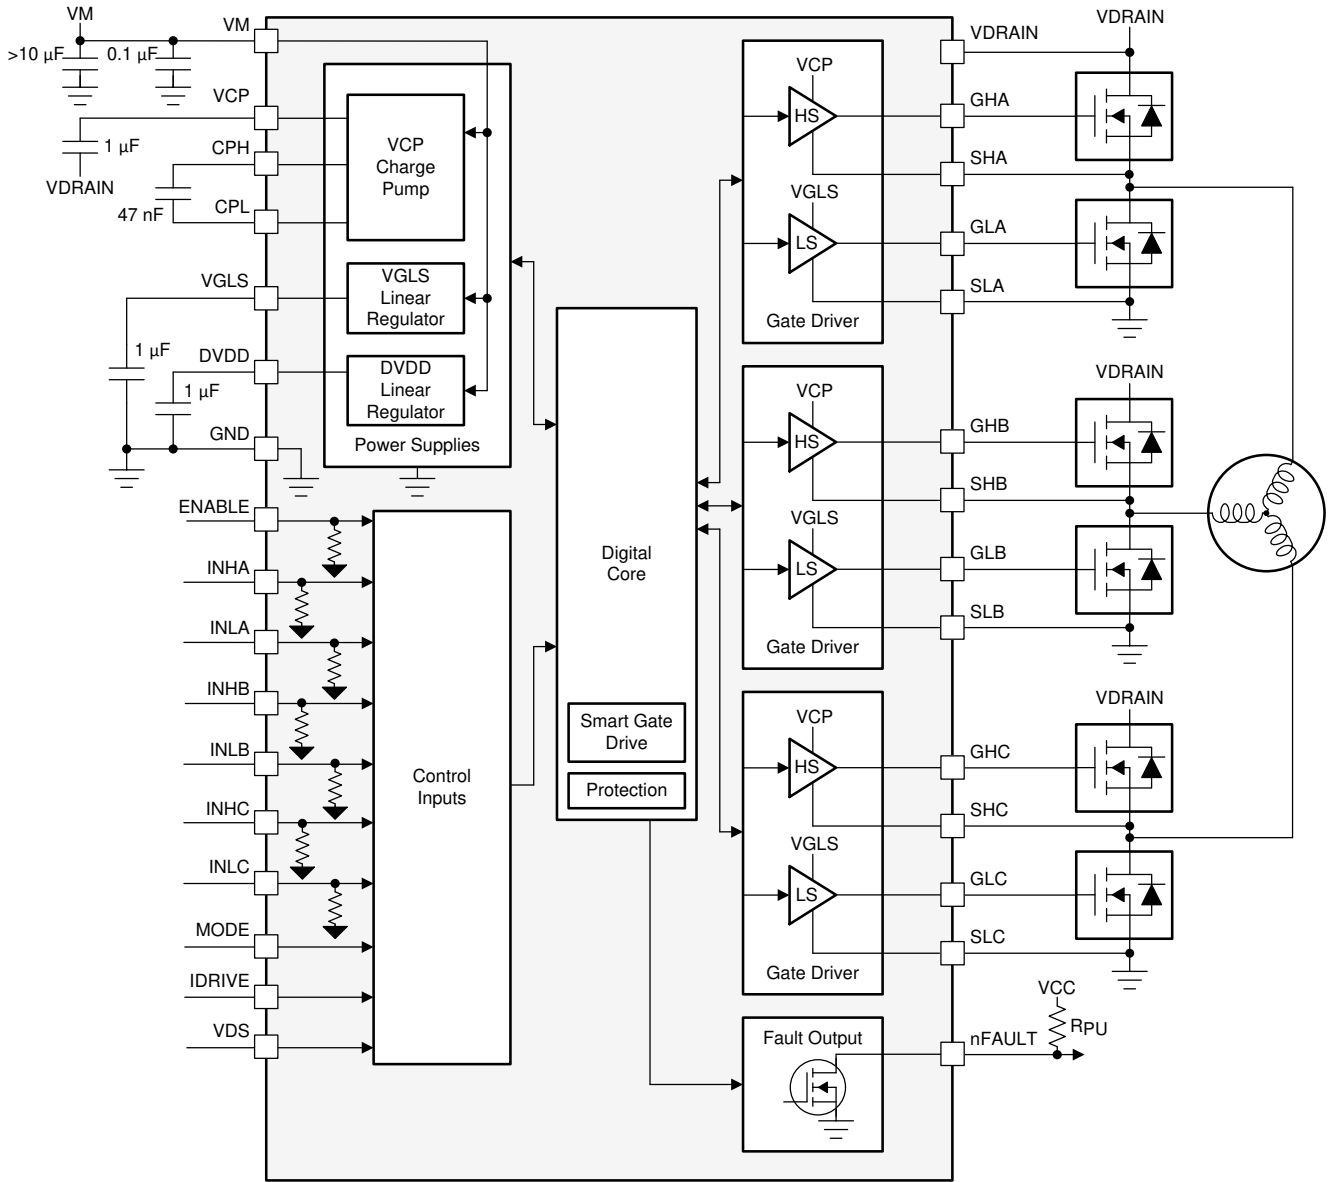 VM
>10 µF
0.1 µF
VM
VCP
1 µF
VDRAIN
CPH
47 nF
CPL
VGLS
1 µF
DVDD
1 µF
GND
VCP
Charge
Pump
VGLS
Linear
Regulator
DVDD
Linear
Regulator
Power Supplies
ENABLE
INHA
INLA
INHB
INLB
INHC
INLC
MODE
IDRIVE
VDS
Control
Inputs
Digital
Core
Smart Gate
Drive
Protection
VCP
HS
VGLS
LS
Gate Driver
VCP
HS
VGLS
LS
Gate Driver
VCP
HS
VGLS
LS
Gate Driver
Fault Output
VDRAIN
VDRAIN
GHA
SHA
GLA
SLA
VDRAIN
GHB
SHB
GLB
SLB
VDRAIN
GHC
SHC
GLC
SLC
VCC
RPU
nFAULT